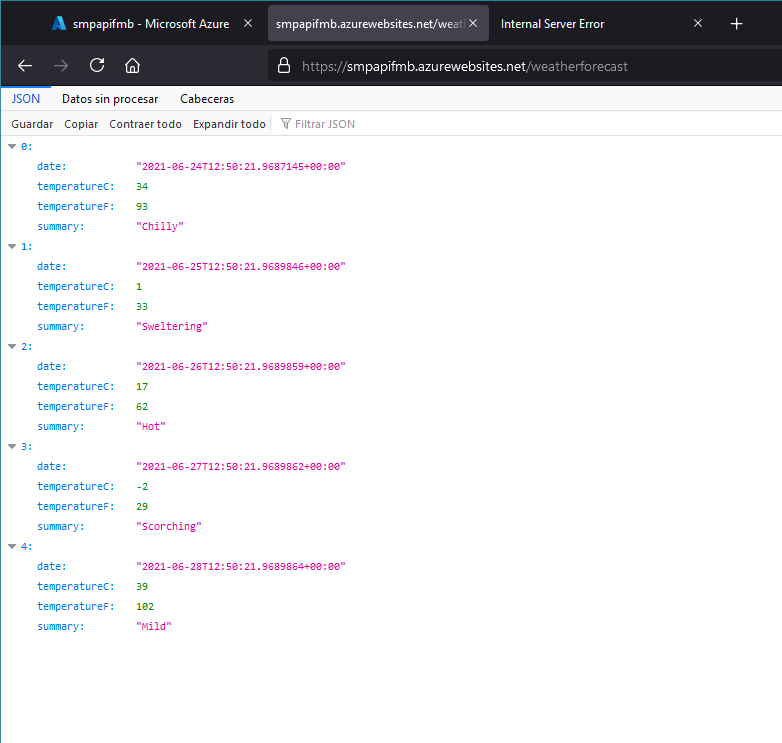 smpapifmb - Microsoft Azure
smpapifmb.azurewebsites.net/weat
Internal Server Error
https://smpapifmb.azurewebsites.net/weatherforecast
JSON Datos sin procesar Cabeceras
Guardar Copiar Contraer todo Expandir todo Filtrar JSON
0:
date: "2021-06-24T12:50:21.9687145+00:00"
temperatureC: 34
temperatureF: 93
summary: "Chilly"
1:
date: "2021-06-25T12:50:21.9689846+00:00"
temperatureC: 1
temperatureF: 33
summary: "Sweltering"
2:
date: "2021-06-26T12:50:21.9689859+00:00"
temperatureC: 17
temperatureF: 62
summary: "Hot"
3:
date: "2021-06-27T12:50:21.9689862+00:00"
temperatureC: -2
temperatureF: 29
summary: "Scorching"
4:
date: "2021-06-28T12:50:21.9689864+00:00"
temperatureC: 39
temperatureF: 102
summary: "Mild"